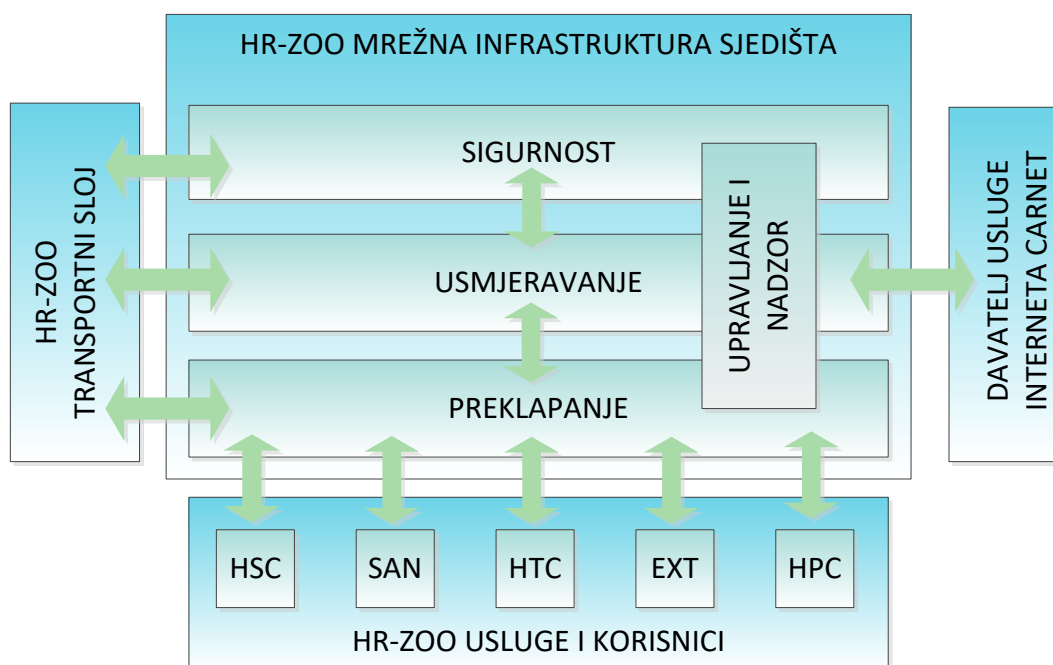 HR-ZOO MREŽNA INFRASTRUKTURA SJEDIŠTA
HR-ZOO
TRANSPORTNI SLOJ
SIGURNOST
USMJERAVANJE
PREKLAPANJE
UPRAVLJANJE I
NADZOR
DAVATELJ USLUGE
INTERNETA CARNET
HSC
SAN
HTC
EXT
HPC
HR-ZOO USLUGE I KORISNICI